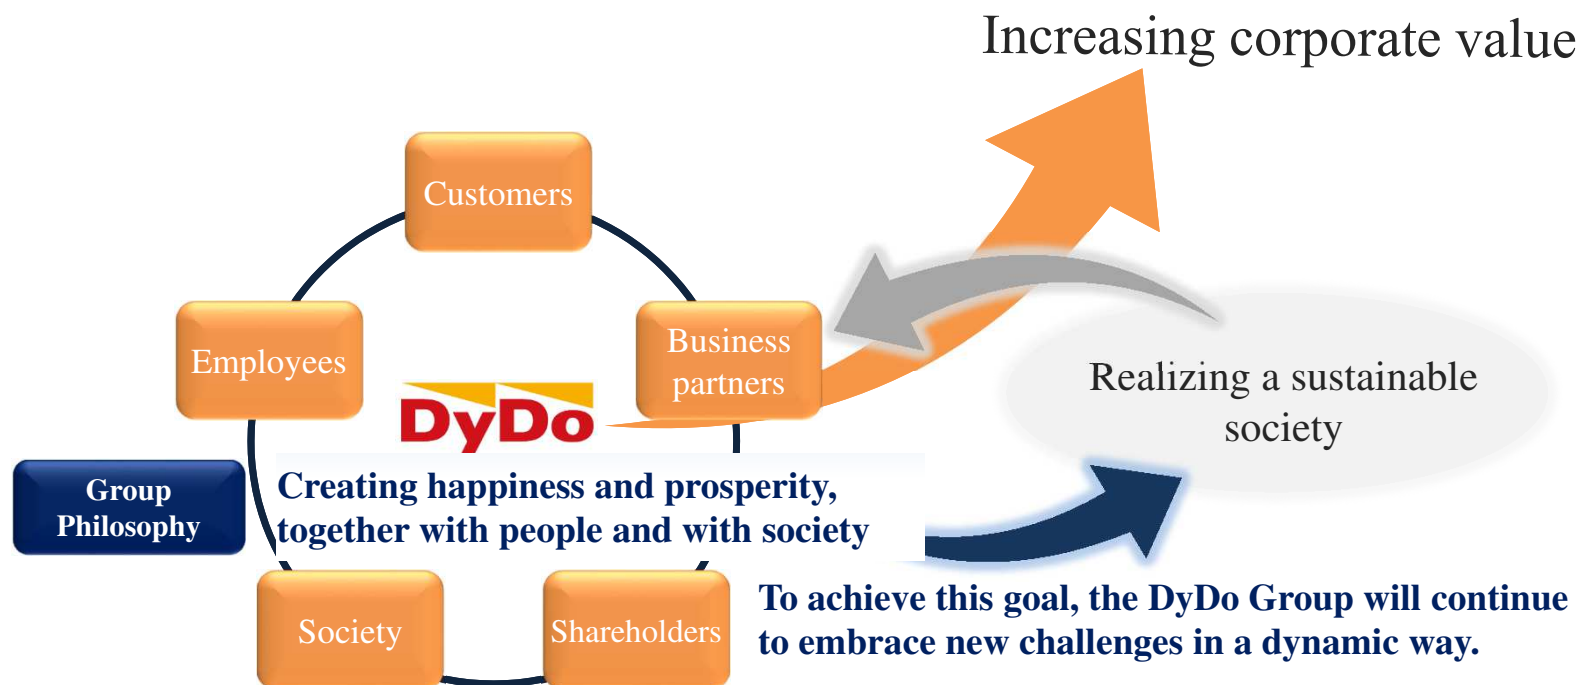 Increasing corporate value
Customers
Employees
Business
partners
DyDo
Realizing a sustainable
society
Group
Philosophy
Creating happiness and prosperity,
together with people and with society
Society
Shareholders
To achieve this goal, the DyDo Group will continue
to embrace new challenges in a dynamic way.